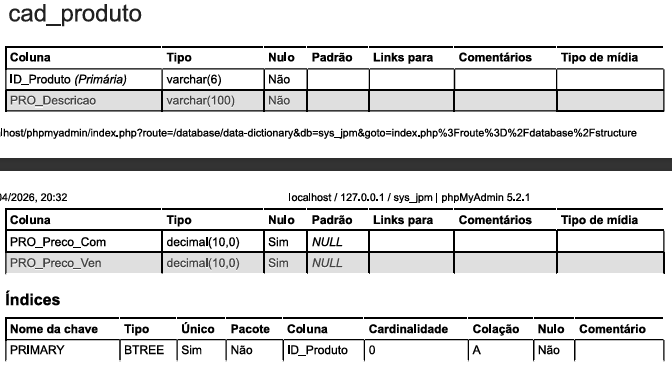 cad_produto
Coluna Tipo Nulo Padrão Links para Comentários Tipo de mídia
ID_Produto (Primária) varchar(6) Não
PRO_Descricao varchar(100) Não
lhost/phpmyadmin/index.php?route=/database/data-dictionary&db=sys_jpm&goto=index.php%3Froute%3D%2Fdatabase%2Fstructure
04/2026, 20:32 localhost / 127.0.0.1 / sys_jpm | phpMyAdmin 5.2.1
Coluna Tipo Nulo Padrão Links para Comentários Tipo de mídia
PRO_Preco_Com decimal(10,0) Sim NULL
PRO_Preco_Ven decimal(10,0) Sim NULL
Índices
Nome da chave Tipo Único Pacote Coluna Cardinalidade Colação Nulo Comentário
PRIMARY BTREE Sim Não ID_Produto 0 A Não